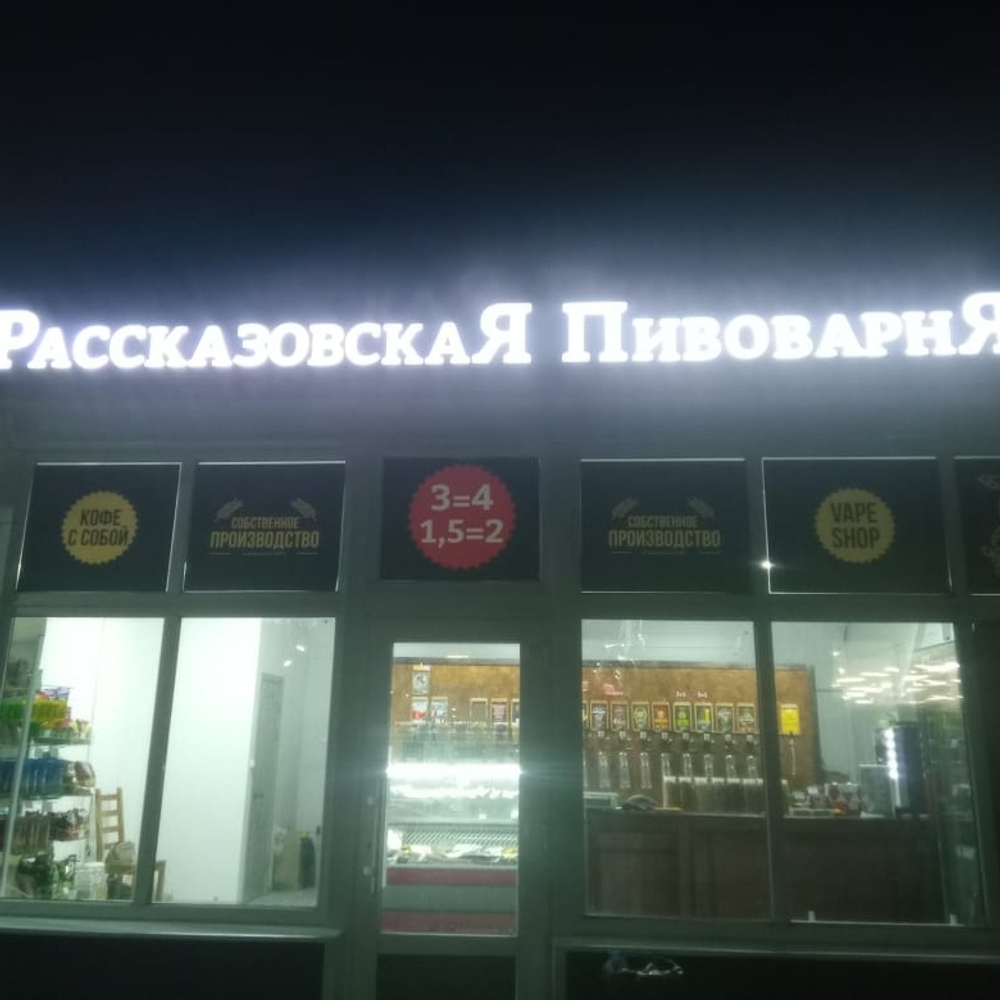 РассказовскаЯ ПивоварнЯ
КОФЕ
С СОБОЙ
СОБСТВЕННОЕ
ПРОИЗВОДСТВО
3=4
1,5=2
СОБСТВЕННОЕ
ПРОИЗВОДСТВО
VAPE
SHOP